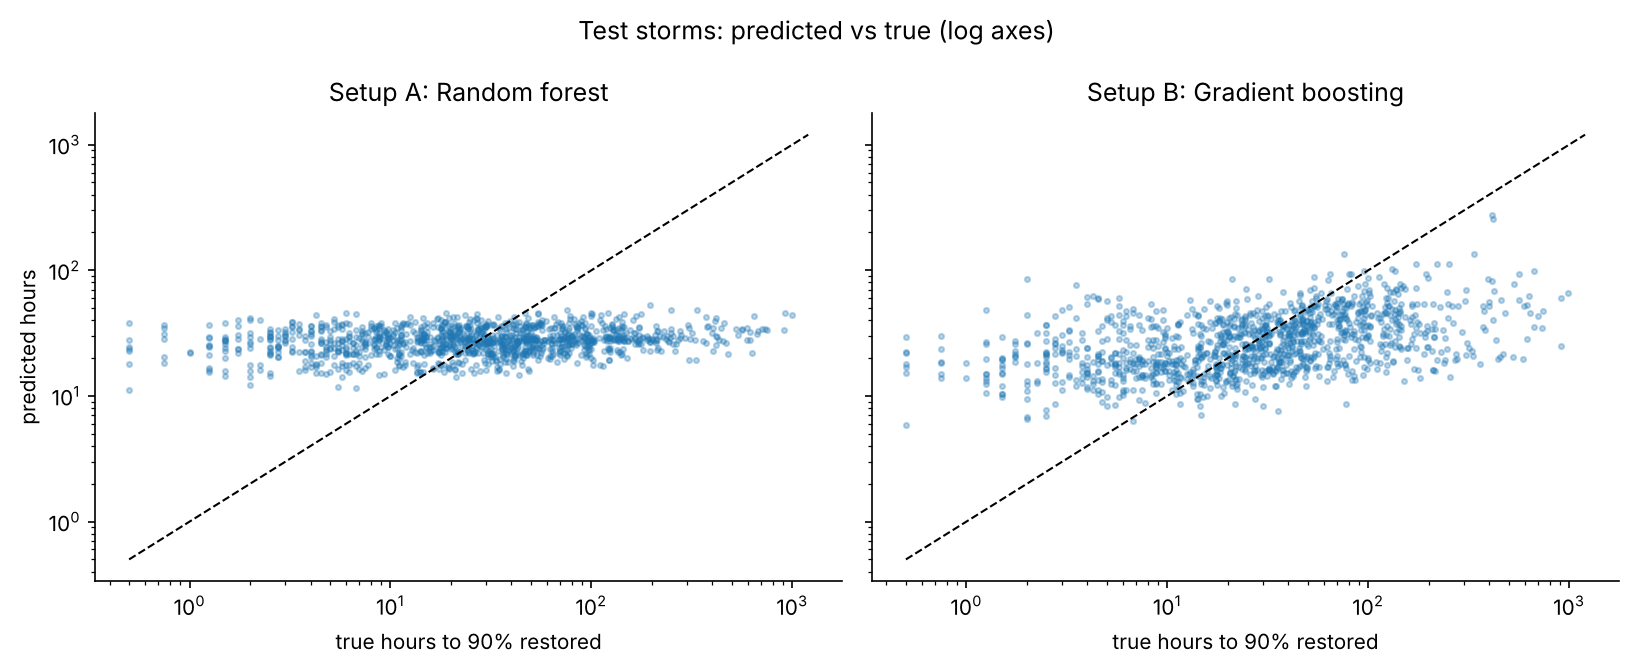 Test storms: predicted vs true (log axes)
Setup A: Random forest
Setup B: Gradient boosting
predicted hours
10³
10²
10¹
10⁰
10⁰ 10¹ 10² 10³
10⁰ 10¹ 10² 10³
true hours to 90% restored
true hours to 90% restored